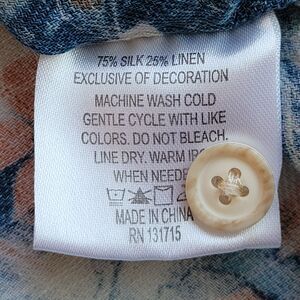 75% SILK 25% LINEN
EXCLUSIVE OF DECORATION
MACHINE WASH COLD
GENTLE CYCLE WITH LIKE
COLORS. DO NOT BLEACH.
LINE DRY. WARM
WHEN
MADE IN CHINA
RN 131715